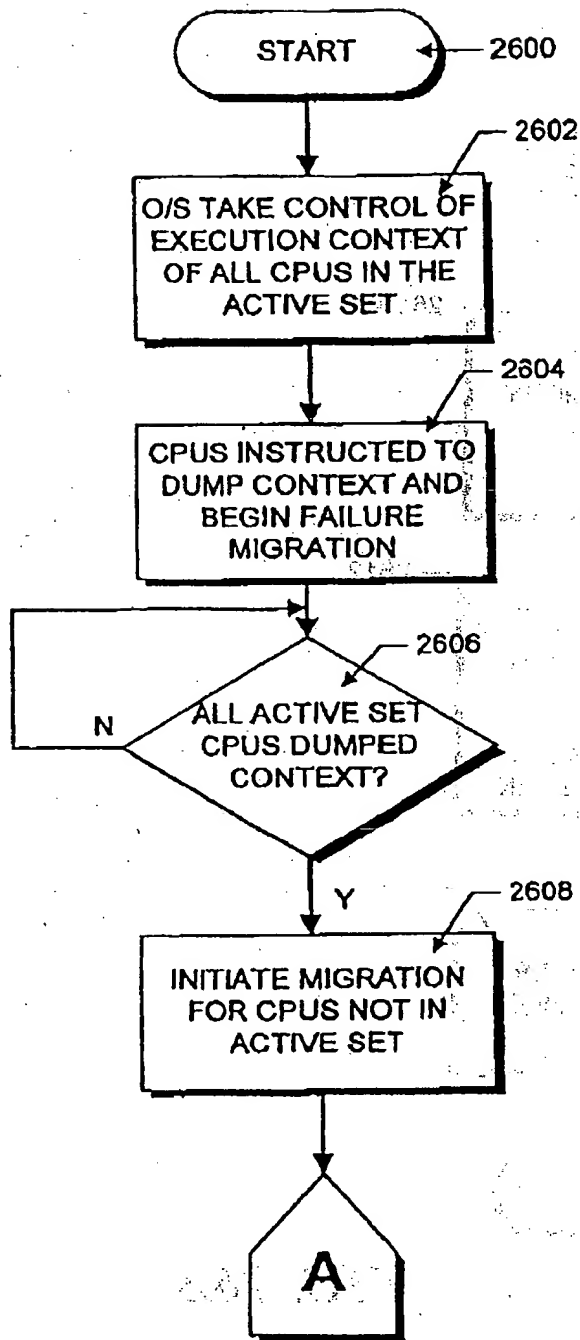 START
2600
2602
O/S TAKE CONTROL OF
EXECUTION CONTEXT
OF ALL CPUS IN THE
ACTIVE SET
2604
CPUS INSTRUCTED TO
DUMP CONTEXT AND
BEGIN FAILURE
MIGRATION
2606
N
ALL ACTIVE SET
CPUS DUMPED
CONTEXT?
Y
2608
INITIATE MIGRATION
FOR CPUS NOT IN
ACTIVE SET
A